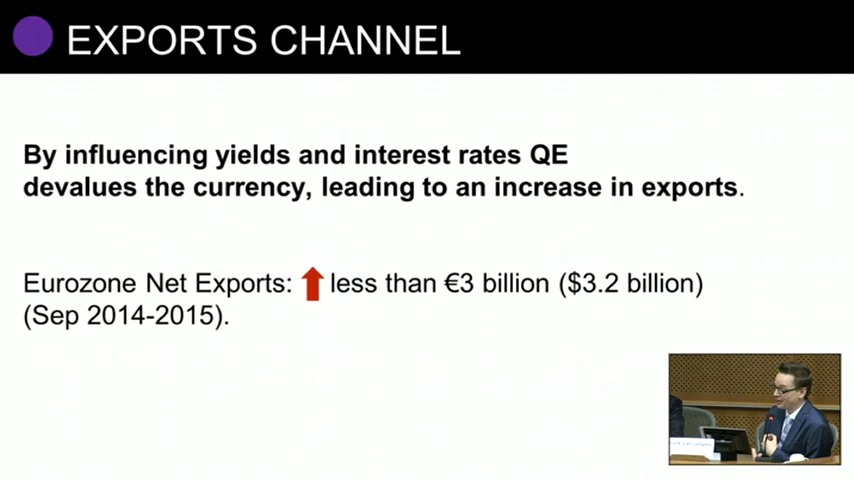 EXPORTS CHANNEL
By influencing yields and interest rates QE
devalues the currency, leading to an increase in exports.
Eurozone Net Exports: less than €3 billion ($3.2 billion)
(Sep 2014-2015).